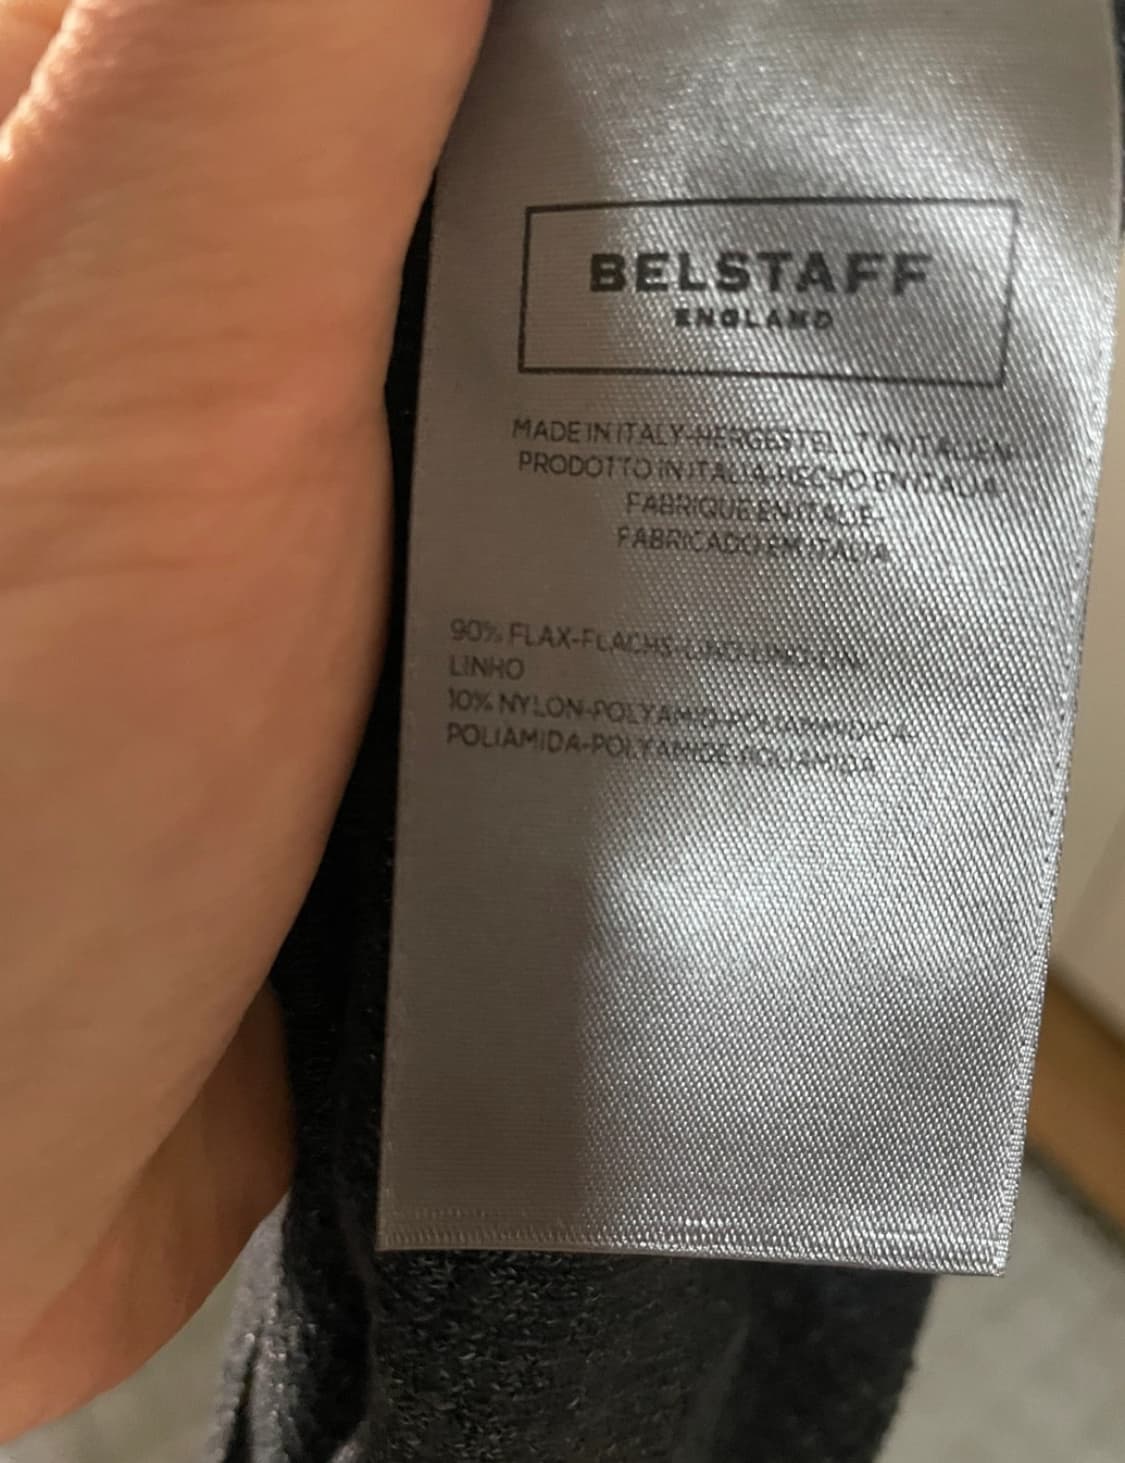 BELSTAFF
ENGLAND
MADE IN ITALY-HERGESTELLT IN ITALIEN-
PRODOTTO IN ITALIA-HECHO EN ITALIA-
FABRIQUE EN ITALIE-
FABRICADO EM ITALIA
90% FLAX-FLACHS-LINO-LINO-LIN-
LINHO
10% NYLON-POLYAMID-POLIAMMIDICA-
POLIAMIDA-POLYAMIDE-POLIAMIDA